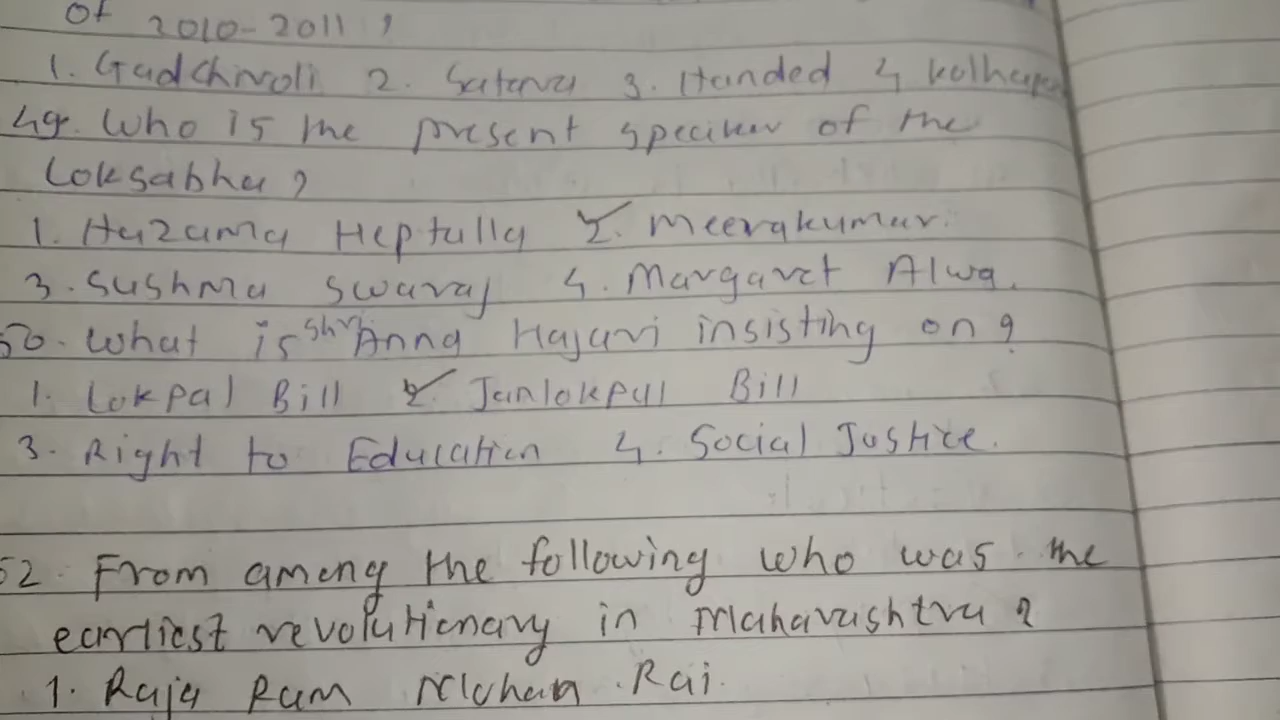 of 2010-2011 ?
1. Gadchiroli 2. Satara 3. Handed 4 kolhapur
49. Who is the present speciker of the
Loksabha ?
1. Hazama Heptulla 2. Meerakumar.
3. Sushma Swaraj 4. Margaret Alwa.
50. What is Shri Anna Hajari insisting on ?
1. Lokpal Bill 2. Janlokpal Bill
3. Right to Education 4. Social Justice.
52. From among the following who was the
earliest revolutionary in Maharashtra ?
1. Raja Ram Mohan Rai.